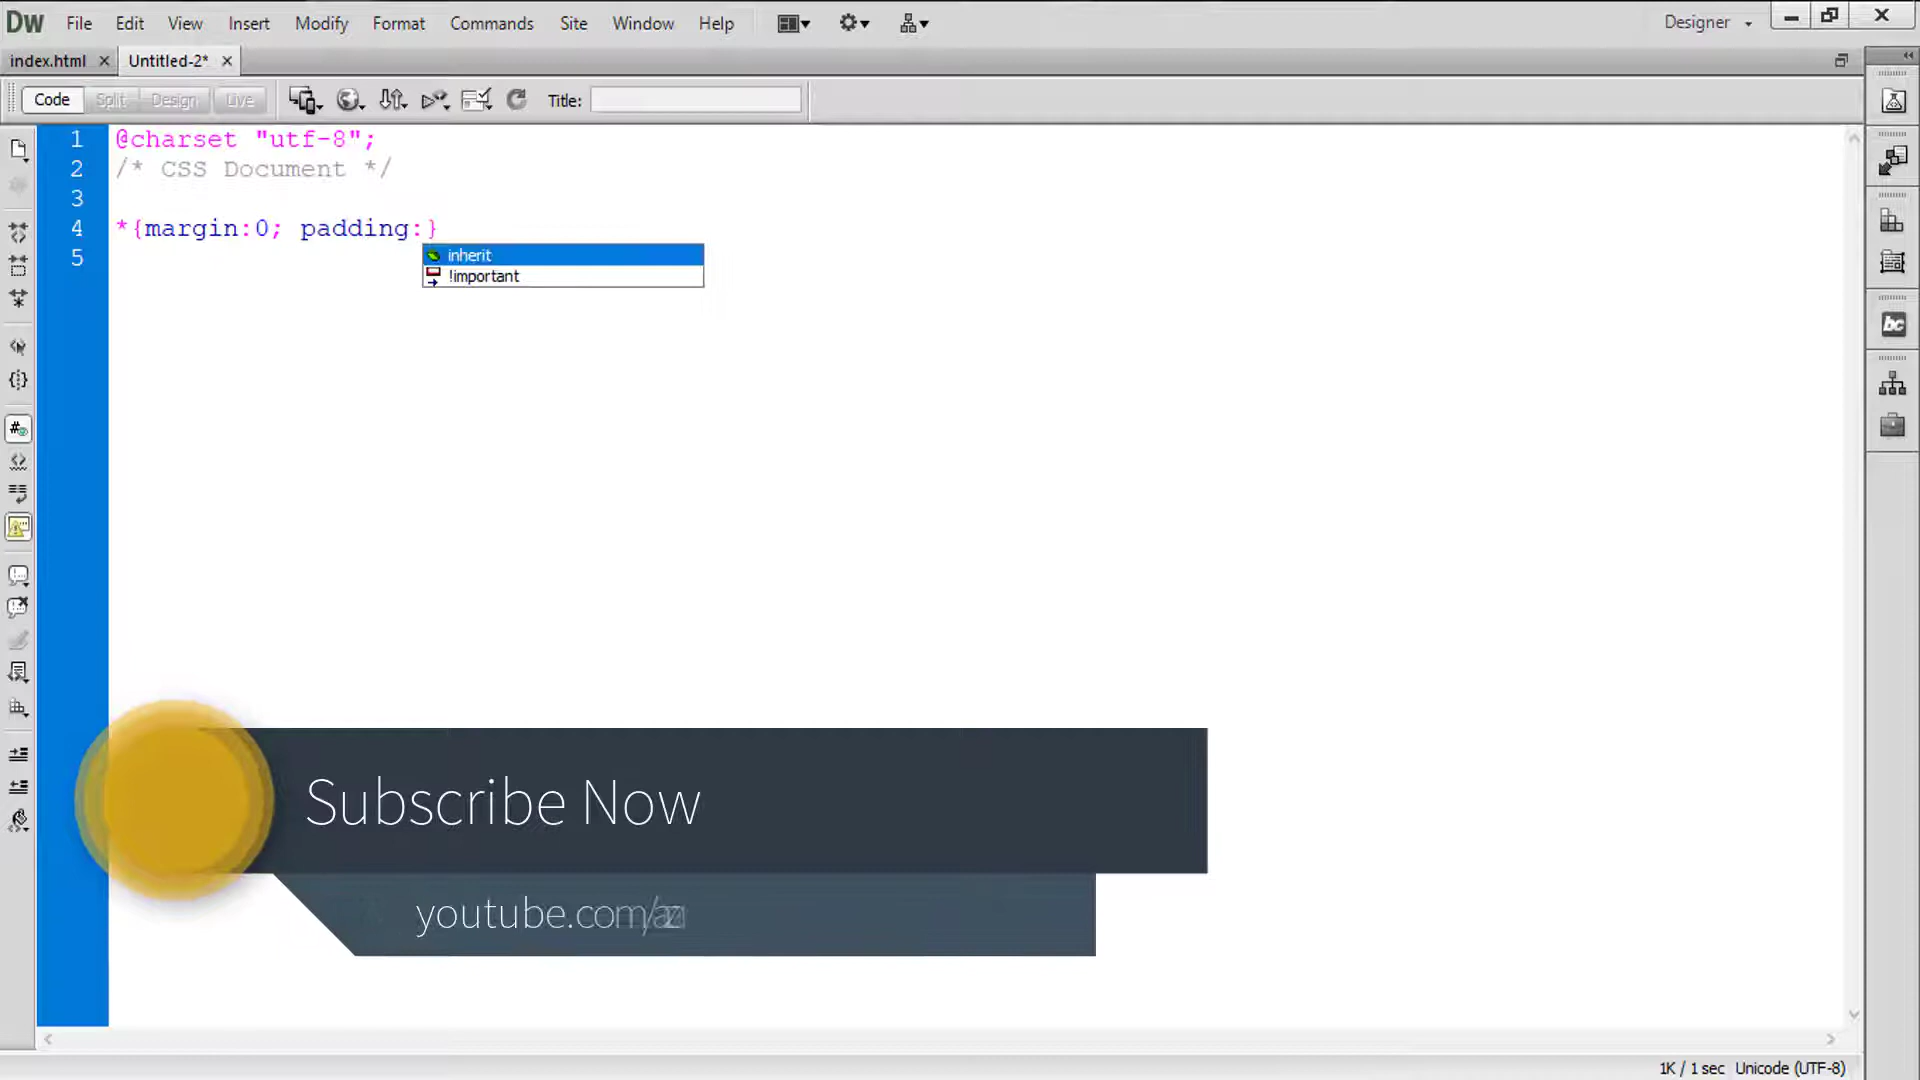 Dw File Edit View Insert Modify Format Commands Site Window Help Designer
index.html Untitled-2*
Code Split Design Live Title:
1 @charset "utf-8";
2 /* CSS Document */
3
4 *{margin:0; padding:}
5
inherit
!important
bc
Subscribe Now
youtube.com/
1K / 1 sec Unicode (UTF-8)